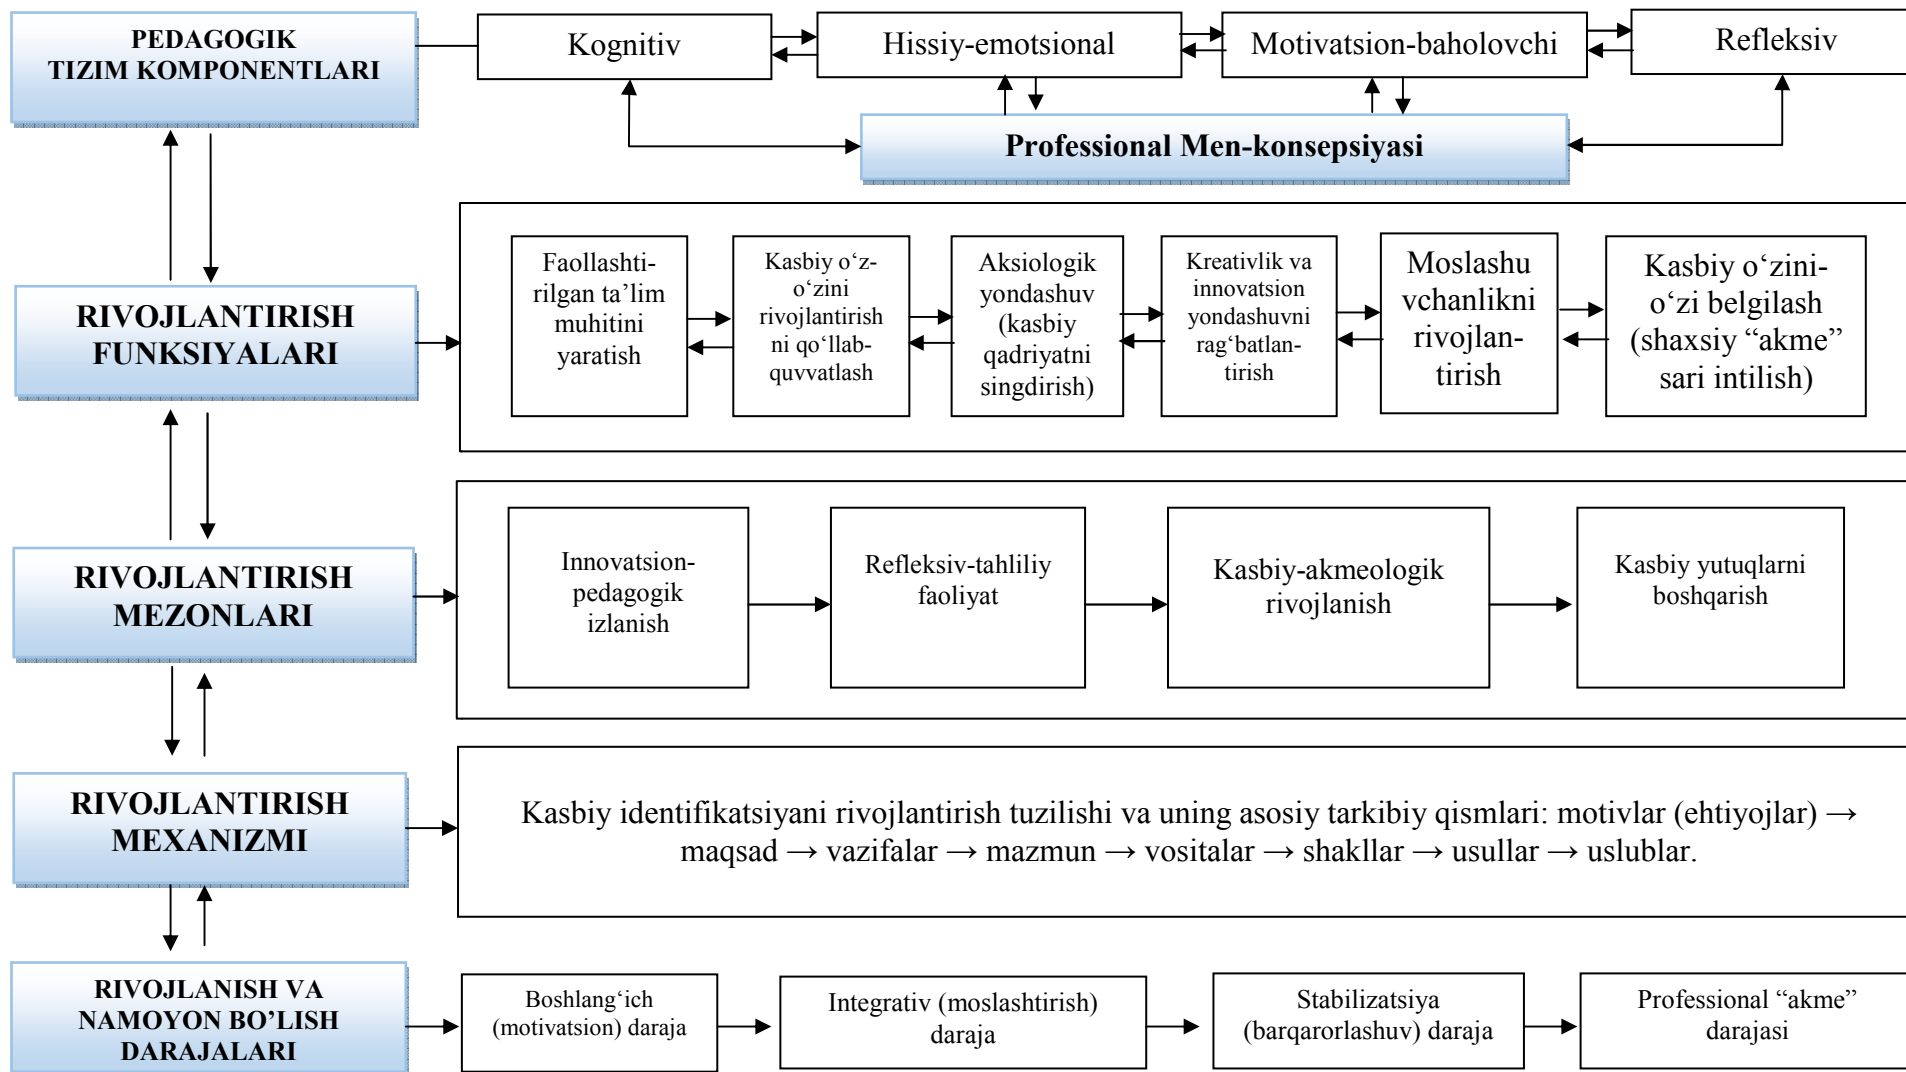 PEDAGOGIK
TIZIM KOMPONENTLARI
Kognitiv
Hissiy-emotsional
Motivatsion-baholovchi
Refleksiv
Professional Men-konsepsiyasi
RIVOJLANTIRISH
FUNKSIYALARI
Faollashti-
rilgan ta’lim
muhitini
yaratish
Kasbiy o‘z-
o‘zini
rivojlantirish
ni qo‘llab-
quvvatlash
Aksiologik
yondashuv
(kasbiy
qadriyatni
singdirish)
Kreativlik va
innovatsion
yondashuvni
rag‘batlan-
tirish
Moslashu
vchanlikni
rivojlan-
tirish
Kasbiy o‘zini-
o‘zi belgilash
(shaxsiy “akme”
sari intilish)
RIVOJLANTIRISH
MEZONLARI
Innovatsion-
pedagogik
izlanish
Refleksiv-tahliliy
faoliyat
Kasbiy-akmeologik
rivojlanish
Kasbiy yutuqlarni
boshqarish
RIVOJLANTIRISH
MEXANIZMI
Kasbiy identifikatsiyani rivojlantirish tuzilishi va uning asosiy tarkibiy qismlari: motivlar (ehtiyojlar) →
maqsad → vazifalar → mazmun → vositalar → shakllar → usullar → uslublar.
RIVOJLANISH VA
NAMOYON BO’LISH
DARAJALARI
Boshlang‘ich
(motivatsion) daraja
Integrativ (moslashtirish)
daraja
Stabilizatsiya
(barqarorlashuv) daraja
Professional “akme”
darajasi